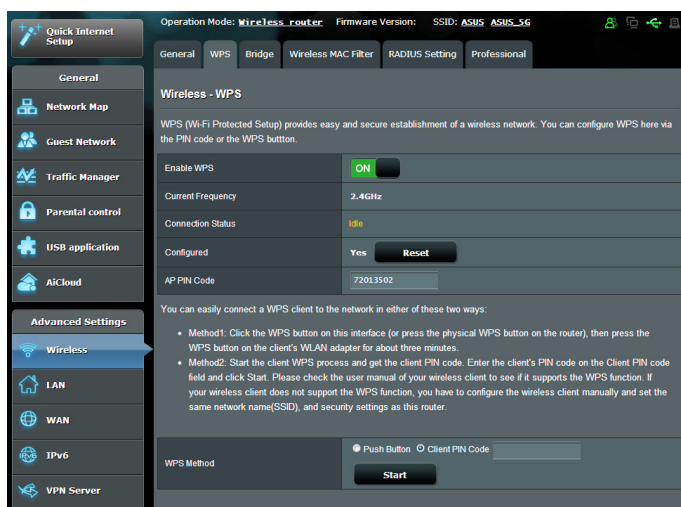 Quick Internet
Setup
General
Network Map
Guest Network
Traffic Manager
Parental control
USB application
AiCloud
Advanced Settings
Wireless
LAN
WAN
IPv6
IPv6
VPN Server
Operation Mode: Wireless router Firmware Version: SSID: ASUS ASUS_5G
General WPS Bridge Wireless MAC Filter RADIUS Setting Professional
Wireless - WPS
WPS (Wi-Fi Protected Setup) provides easy and secure establishment of a wireless network. You can configure WPS here via
the PIN code or the WPS buttton.
Enable WPS ON
Current Frequency 2.4GHz
Connection Status Idle
Configured Yes Reset
AP PIN Code 72013502
You can easily connect a WPS client to the network in either of these two ways:
• Method1: Click the WPS button on this interface (or press the physical WPS button on the router), then press the
WPS button on the client's WLAN adapter for about three minutes.
• Method2: Start the client WPS process and get the client PIN code. Enter the client's PIN code on the Client PIN code
field and click Start. Please check the user manual of your wireless client to see if it supports the WPS function. If
your wireless client does not support the WPS function, you have to configure the wireless client manually and set the
same network name(SSID), and security settings as this router.
WPS Method Push Button Client PIN Code
Start